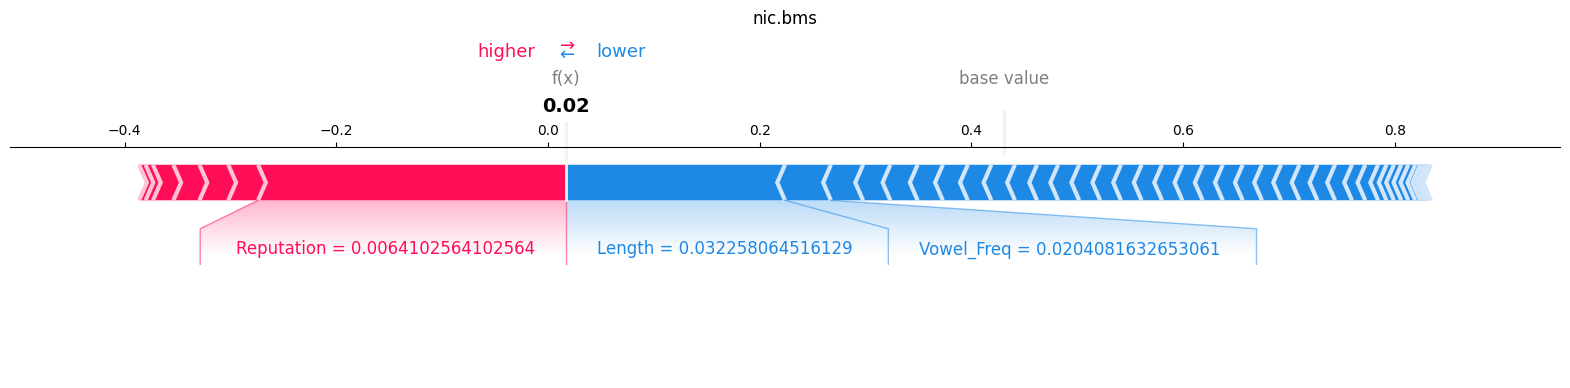 nic.bms
higher ⇄ lower
f(x) base value
0.02
−0.4 −0.2 0.0 0.2 0.4 0.6 0.8
Reputation = 0.0064102564102564 Length = 0.032258064516129 Vowel_Freq = 0.0204081632653061